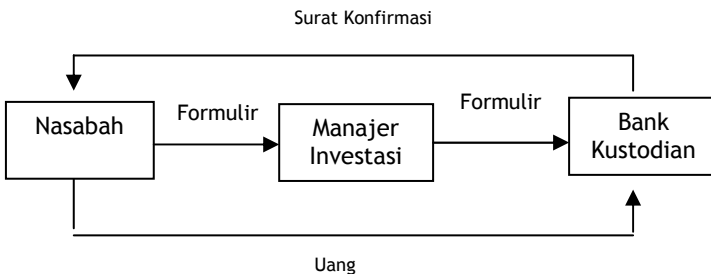 Surat Konfirmasi
Nasabah
Formulir
Manajer
Investasi
Formulir
Bank
Kustodian
Uang